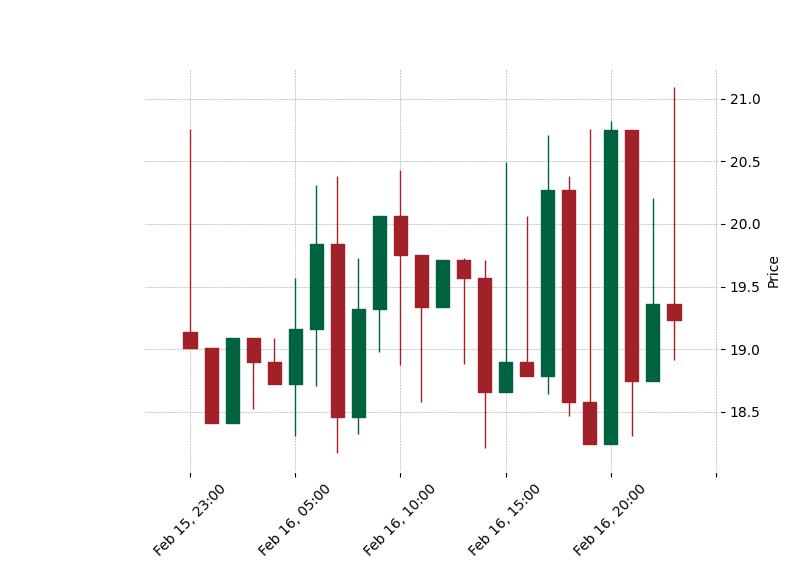 21.0
20.5
20.0
19.5
19.0
18.5
Price
Feb 15, 23:00
Feb 16, 05:00
Feb 16, 10:00
Feb 16, 15:00
Feb 16, 20:00